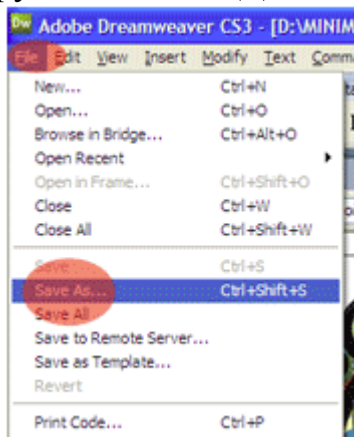 Dw Adobe Dreamweaver CS3 - [D:\MINIM
File Edit View Insert Modify Text Comm
New... Ctrl+N
Open... Ctrl+O
Browse in Bridge... Ctrl+Alt+O
Open Recent
Open in Frame... Ctrl+Shift+O
Close Ctrl+W
Close All Ctrl+Shift+W
Save Ctrl+S
Save As... Ctrl+Shift+S
Save All
Save to Remote Server...
Save as Template...
Revert
Print Code... Ctrl+P